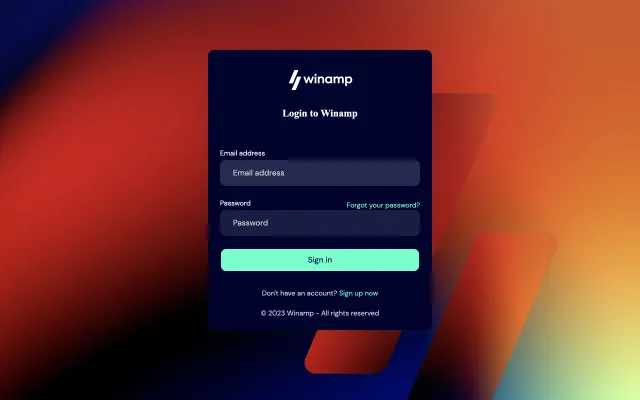 winamp
Login to Winamp
Email address
Email address
Password
Forgot your password?
Password
Sign in
Don't have an account? Sign up now
© 2023 Winamp - All rights reserved